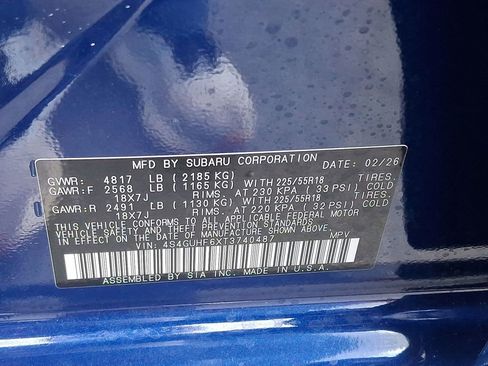 MFD BY SUBARU CORPORATION DATE: 02/26
GVWR: 4817 LB (2185 KG)
GAWR:F 2568 LB (1165 KG) WITH 225/55R18 TIRES,
18X7J RIMS, AT 230 KPA (33 PSI) COLD
GAWR:R 2491 LB (1130 KG) WITH 225/55R18 TIRES,
18X7J RIMS, AT 220 KPA (32 PSI) COLD
THIS VEHICLE CONFORMS TO ALL APPLICABLE FEDERAL MOTOR
VEHICLE SAFETY AND BUMPER AND THEFT PREVENTION STANDARDS
IN EFFECT ON THE DATE OF MANUFACTURE SHOWN ABOVE.
VIN: 4S4GUHF6XT3740487 MPV
ASSEMBLED BY SIA INC. MADE IN U.S.A.